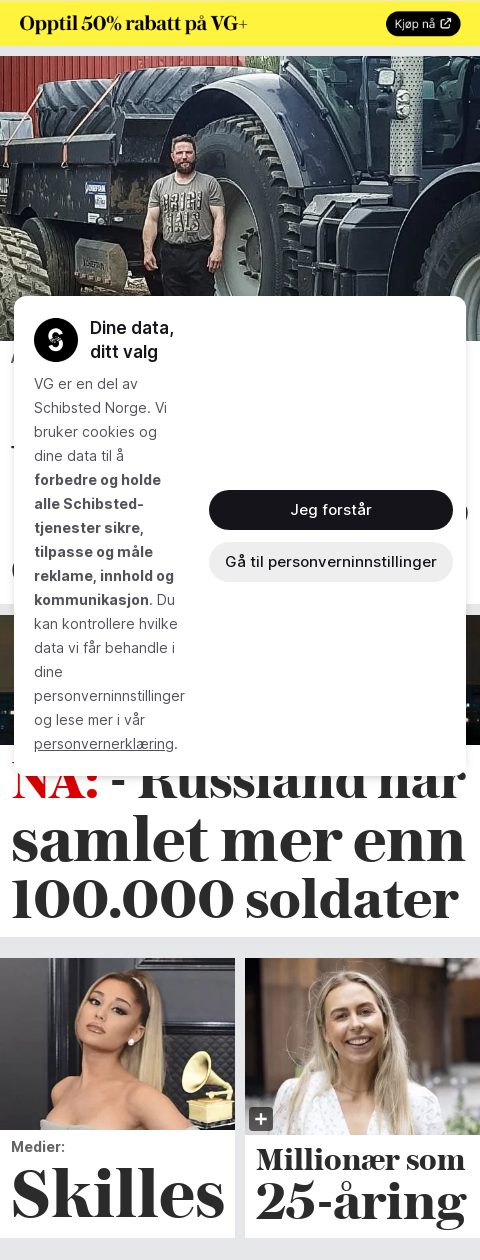 Opptil 50% rabatt på VG+
Kjøp nå
ORIGI
NALS
Dine data,
ditt valg
VG er en del av
Schibsted Norge. Vi
bruker cookies og
dine data til å
forbedre og holde
alle Schibsted-
tjenester sikre,
tilpasse og måle
reklame, innhold og
kommunikasjon. Du
kan kontrollere hvilke
data vi får behandle i
dine
personverninnstillinger
og lese mer i vår
personvernerklæring.
Jeg forstår
Gå til personverninnstillinger
NÅ: - Russland har
samlet mer enn
100.000 soldater
Medier:
Skilles
Millionær som
25-åring